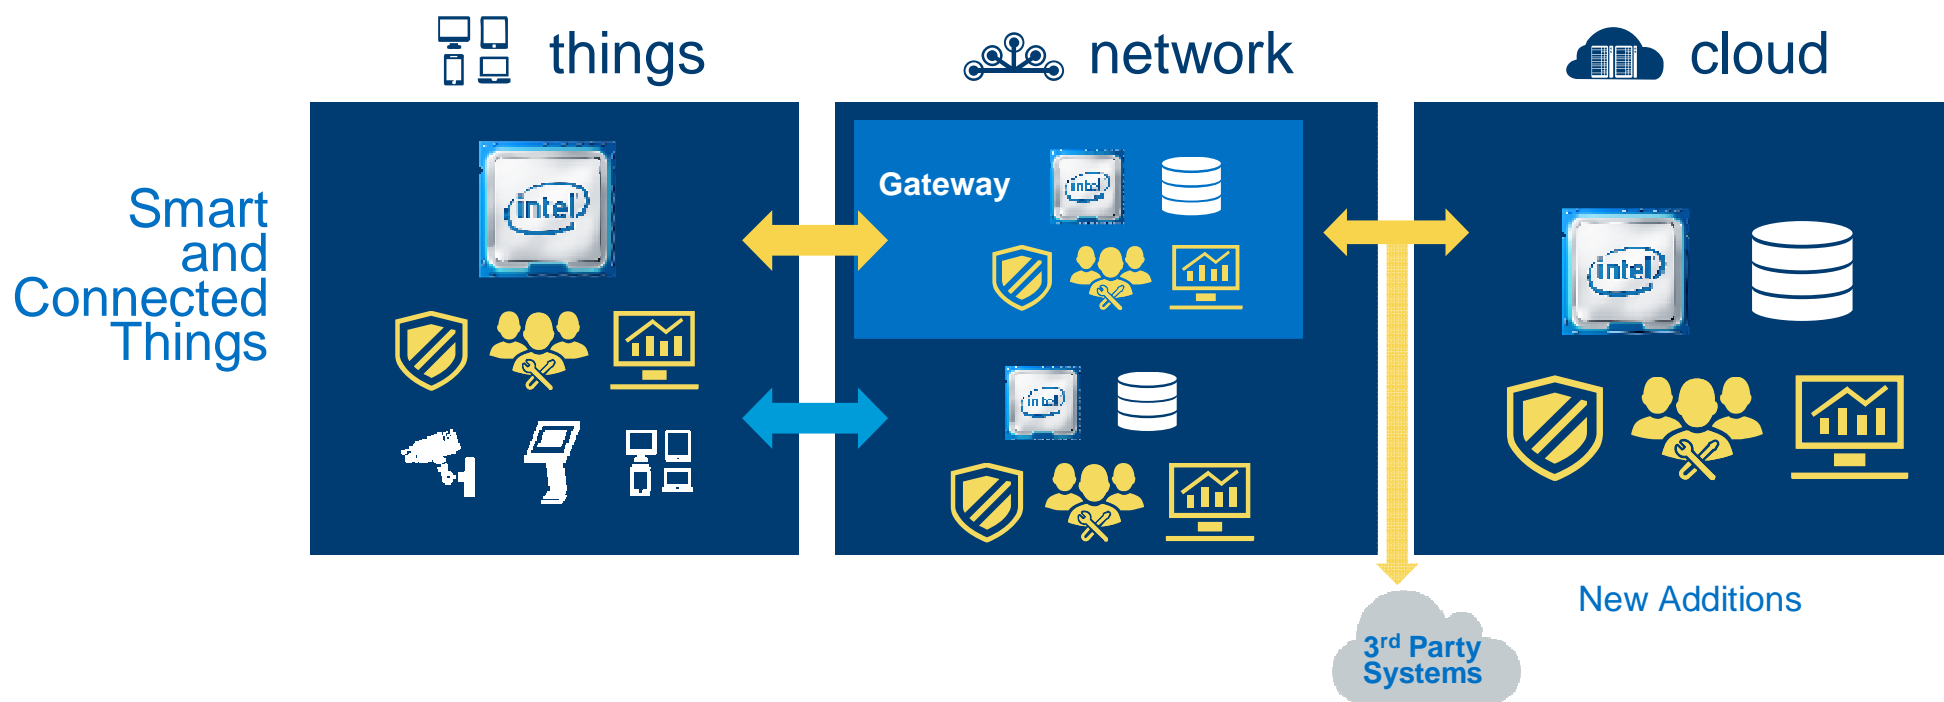 things
network
cloud
Smart
and
Connected
Things
intel
Gateway
intel
intel
intel
New Additions
3rd Party
Systems